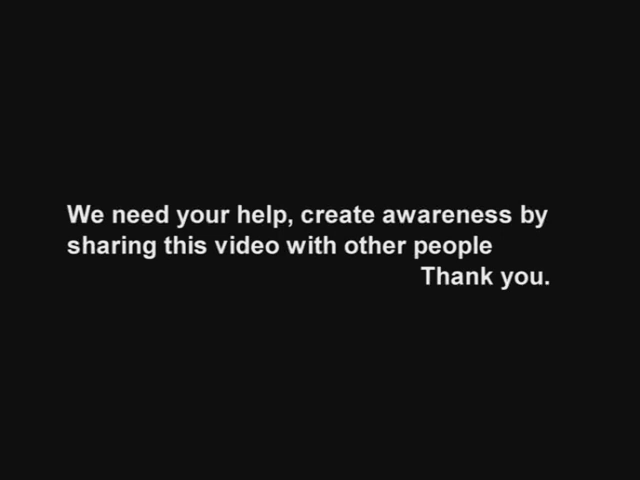 We need your help, create awareness by
sharing this video with other people
Thank you.